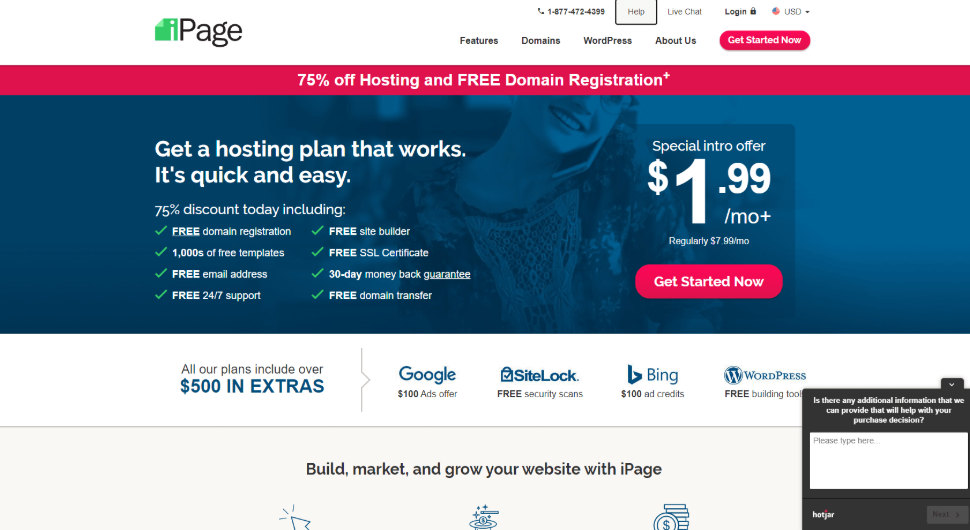 1-877-472-4399 Help Live Chat Login USD
iPage
Features Domains WordPress About Us Get Started Now
75% off Hosting and FREE Domain Registration+
Get a hosting plan that works.
It's quick and easy.
75% discount today including:
FREE domain registration FREE site builder
1,000s of free templates FREE SSL Certificate
FREE email address 30-day money back guarantee
FREE 24/7 support FREE domain transfer
Special intro offer
$1.99
/mo+
Regularly $7.99/mo
Get Started Now
All our plans include over
$500 IN EXTRAS
Google SiteLock. Bing WORDPRESS
$100 Ads offer FREE security scans $100 ad credits FREE building tools
Is there any additional information that we
can provide that will help with your
purchase decision?
Please type here...
hotjar Next
Build, market, and grow your website with iPage